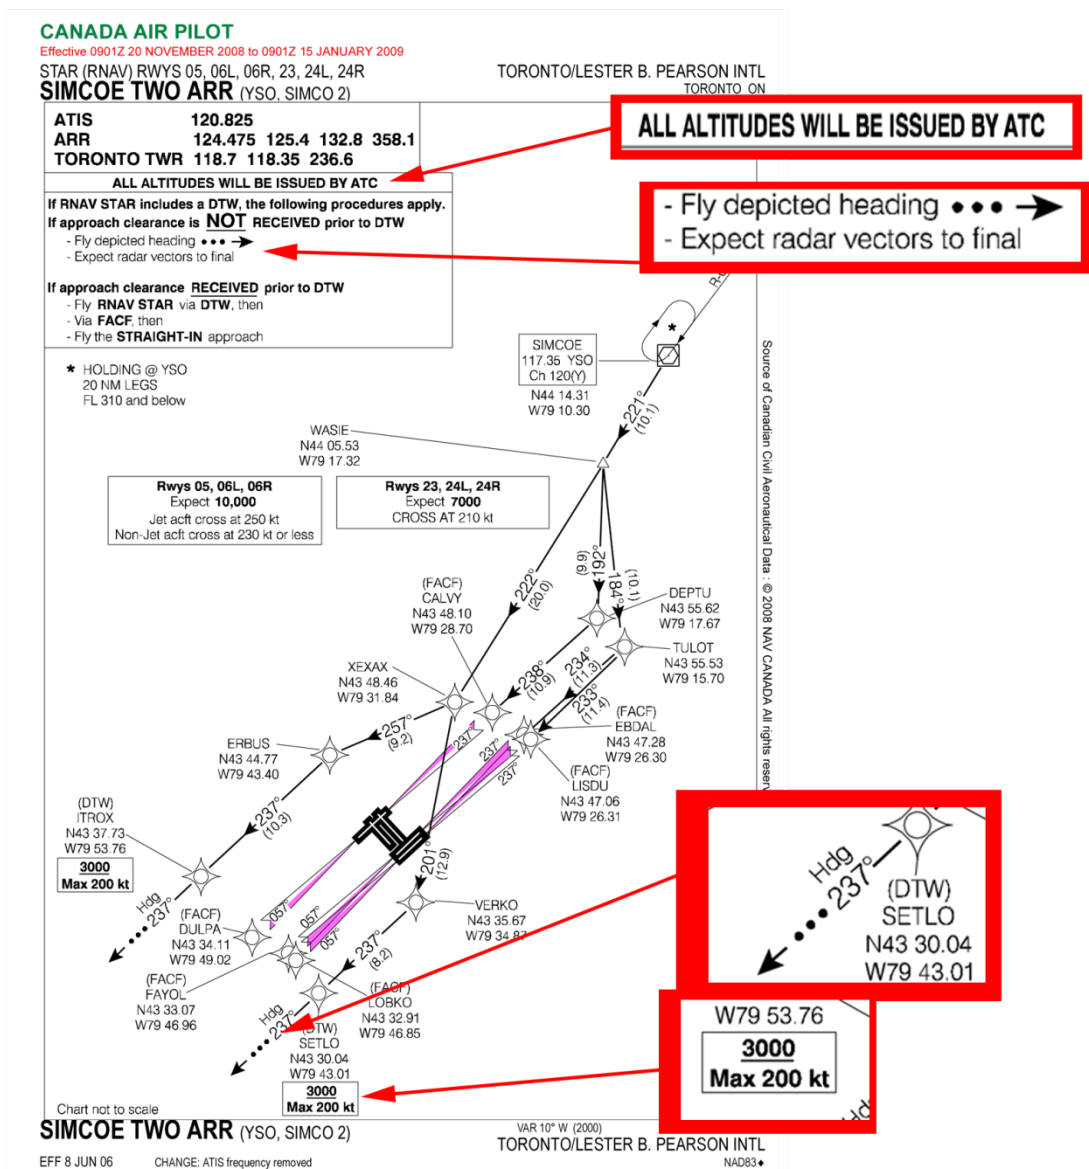 CANADA AIR PILOT
Effective 0901Z 20 NOVEMBER 2008 to 0901Z 15 JANUARY 2009
STAR (RNAV) RWYS 05, 06L, 06R, 23, 24L, 24R
TORONTO/LESTER B. PEARSON INTL
SIMCOE TWO ARR (YSO, SIMCO 2)
TORONTO ON
ATIS 120.825
ARR 124.475 125.4 132.8 358.1
TORONTO TWR 118.7 118.35 236.6
ALL ALTITUDES WILL BE ISSUED BY ATC
If RNAV STAR includes a DTW, the following procedures apply.
If approach clearance is NOT RECEIVED prior to DTW
- Fly depicted heading
- Expect radar vectors to final
If approach clearance RECEIVED prior to DTW
- Fly RNAV STAR via DTW, then
- Via FACF, then
- Fly the STRAIGHT-IN approach
ALL ALTITUDES WILL BE ISSUED BY ATC
- Fly depicted heading
- Expect radar vectors to final
* HOLDING @ YSO
20 NM LEGS
FL 310 and below
*
SIMCOE
117.35 YSO
Ch 120(Y)
N44 14.31
W79 10.30
221°
(10.1)
WASIE
N44 05.53
W79 17.32
Rwys 05, 06L, 06R
Expect 10,000
Jet acft cross at 250 kt
Non-Jet acft cross at 230 kt or less
Rwys 23, 24L, 24R
Expect 7000
CROSS AT 210 kt
222°
(20.0)
192°
(9.9)
184°
(10.1)
DEPTU
N43 55.62
W79 17.67
TULOT
N43 55.53
W79 15.70
(FACF)
CALVY
N43 48.10
W79 28.70
238°
(10.9)
234°
(11.3)
233°
(11.4)
XEXAX
N43 48.46
W79 31.84
(FACF)
EBDAL
N43 47.28
W79 26.30
(FACF)
LISDU
N43 47.06
W79 26.31
257°
(9.2)
237°
237°
237°
ERBUS
N43 44.77
W79 43.40
237°
(10.3)
(DTW)
ITROX
N43 37.73
W79 53.76
3000
Max 200 kt
Hdg
237°
201°
(12.9)
VERKO
N43 35.67
W79 34.87
057°
057°
057°
(FACF)
DULPA
N43 34.11
W79 49.02
(FACF)
FAYOL
N43 33.07
W79 46.96
(FACF)
LOBKO
N43 32.91
W79 46.85
237°
(8.2)
Hdg
237°
(DTW)
SETLO
N43 30.04
W79 43.01
3000
Max 200 kt
Hdg
237°
(DTW)
SETLO
N43 30.04
W79 43.01
W79 53.76
3000
Max 200 kt
Hdg
Source of Canadian Civil Aeronautical Data : © 2008 NAV CANADA All rights
Chart not to scale
SIMCOE TWO ARR (YSO, SIMCO 2)
VAR 10° W (2000)
TORONTO/LESTER B. PEARSON INTL
EFF 8 JUN 06 CHANGE: ATIS frequency removed
NAD83